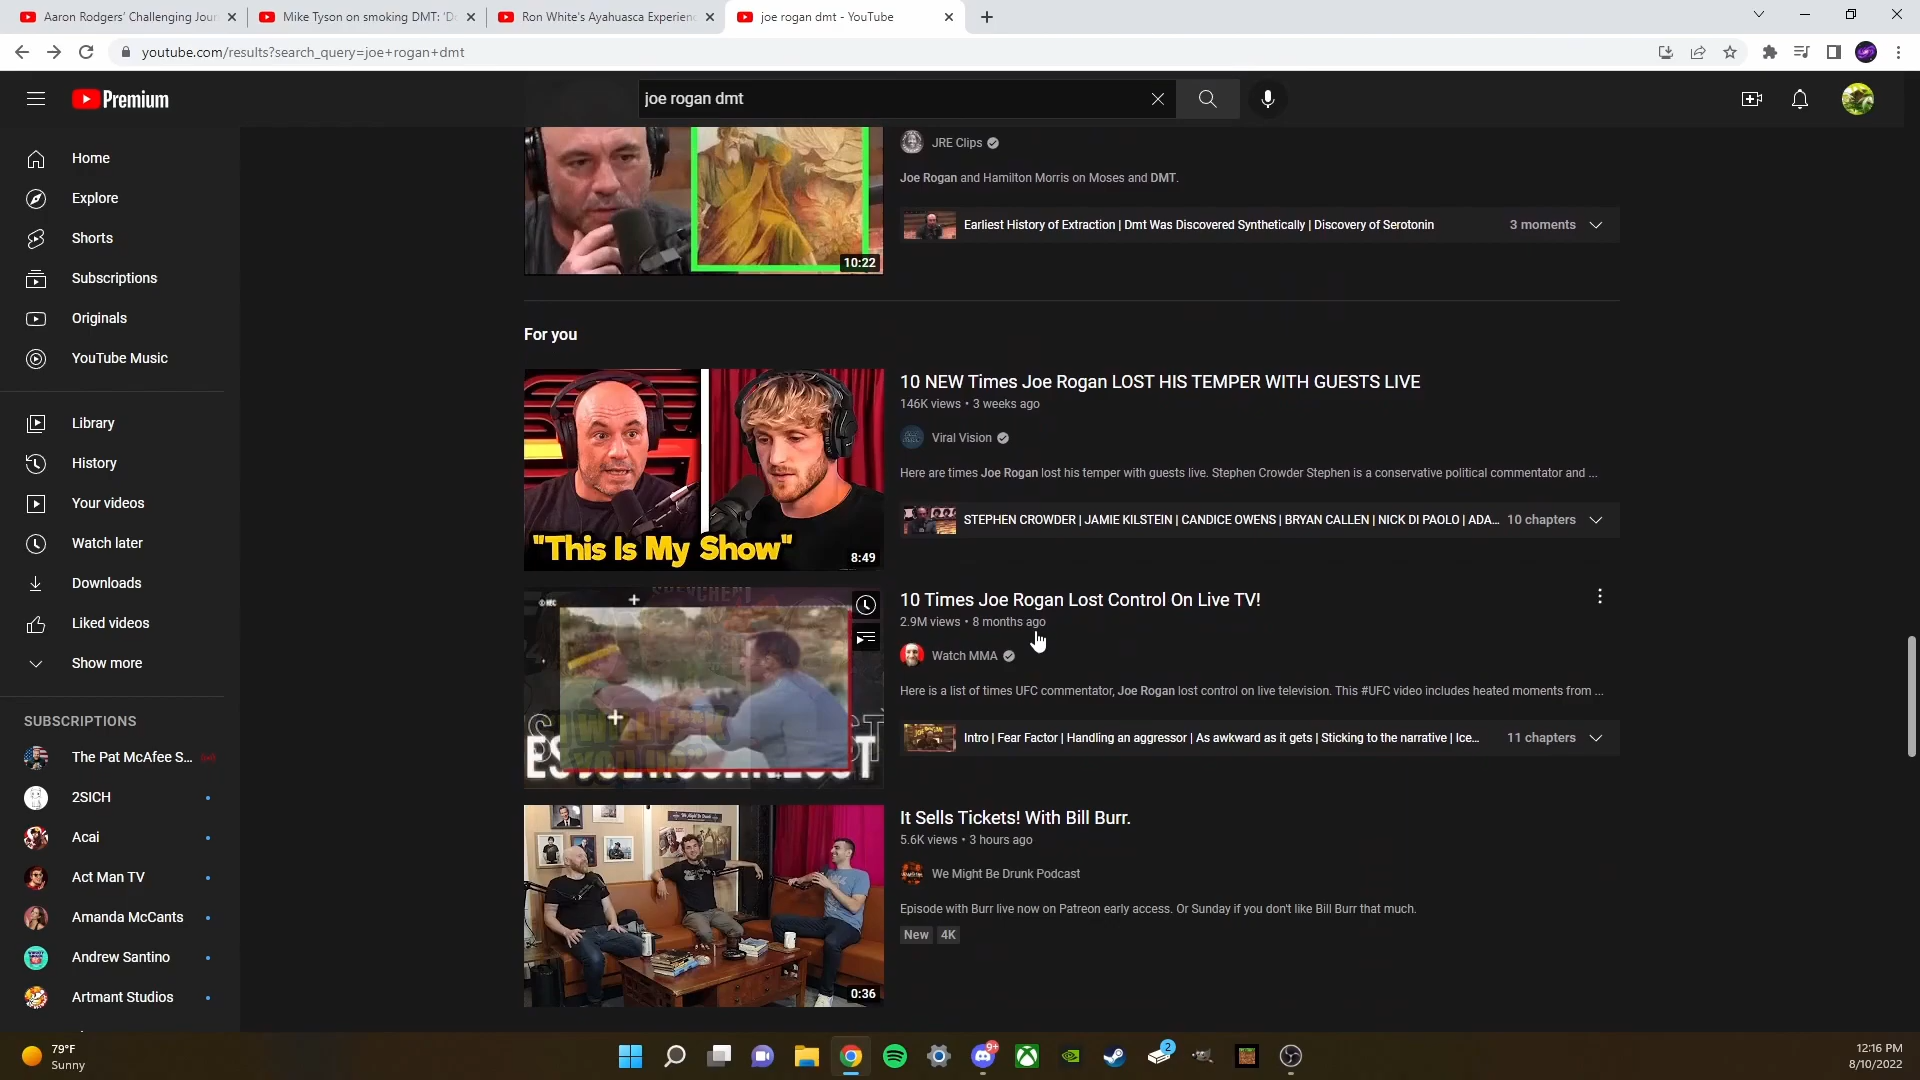 Aaron Rodgers' Challenging Jour
Mike Tyson on smoking DMT: 'D
Ron White's Ayahuasca Experien
joe rogan dmt - YouTube
youtube.com/results?search_query=joe+rogan+dmt
Premium
joe rogan dmt
Home
Explore
Shorts
Subscriptions
Originals
YouTube Music
Library
History
Your videos
Watch later
Downloads
Liked videos
Show more
SUBSCRIPTIONS
The Pat McAfee S...
2SICH
Acai
Act Man TV
Amanda McCants
Andrew Santino
Artmant Studios
10:22
JRE Clips
Joe Rogan and Hamilton Morris on Moses and DMT.
Earliest History of Extraction | Dmt Was Discovered Synthetically | Discovery of Serotonin
3 moments
For you
"This Is My Show"
8:49
10 NEW Times Joe Rogan LOST HIS TEMPER WITH GUESTS LIVE
146K views • 3 weeks ago
Viral Vision
Here are times Joe Rogan lost his temper with guests live. Stephen Crowder Stephen is a conservative political commentator and ...
STEPHEN CROWDER | JAMIE KILSTEIN | CANDICE OWENS | BRYAN CALLEN | NICK DI PAOLO | ADA...
10 chapters
10 Times Joe Rogan Lost Control On Live TV!
2.9M views • 8 months ago
Watch MMA
Here is a list of times UFC commentator, Joe Rogan lost control on live television. This #UFC video includes heated moments from ...
Intro | Fear Factor | Handling an aggressor | As awkward as it gets | Sticking to the narrative | Ice...
11 chapters
0:36
It Sells Tickets! With Bill Burr.
5.6K views • 3 hours ago
We Might Be Drunk Podcast
Episode with Burr live now on Patreon early access. Or Sunday if you don't like Bill Burr that much.
New
4K
79°F
Sunny
9+
2
12:16 PM
8/10/2022